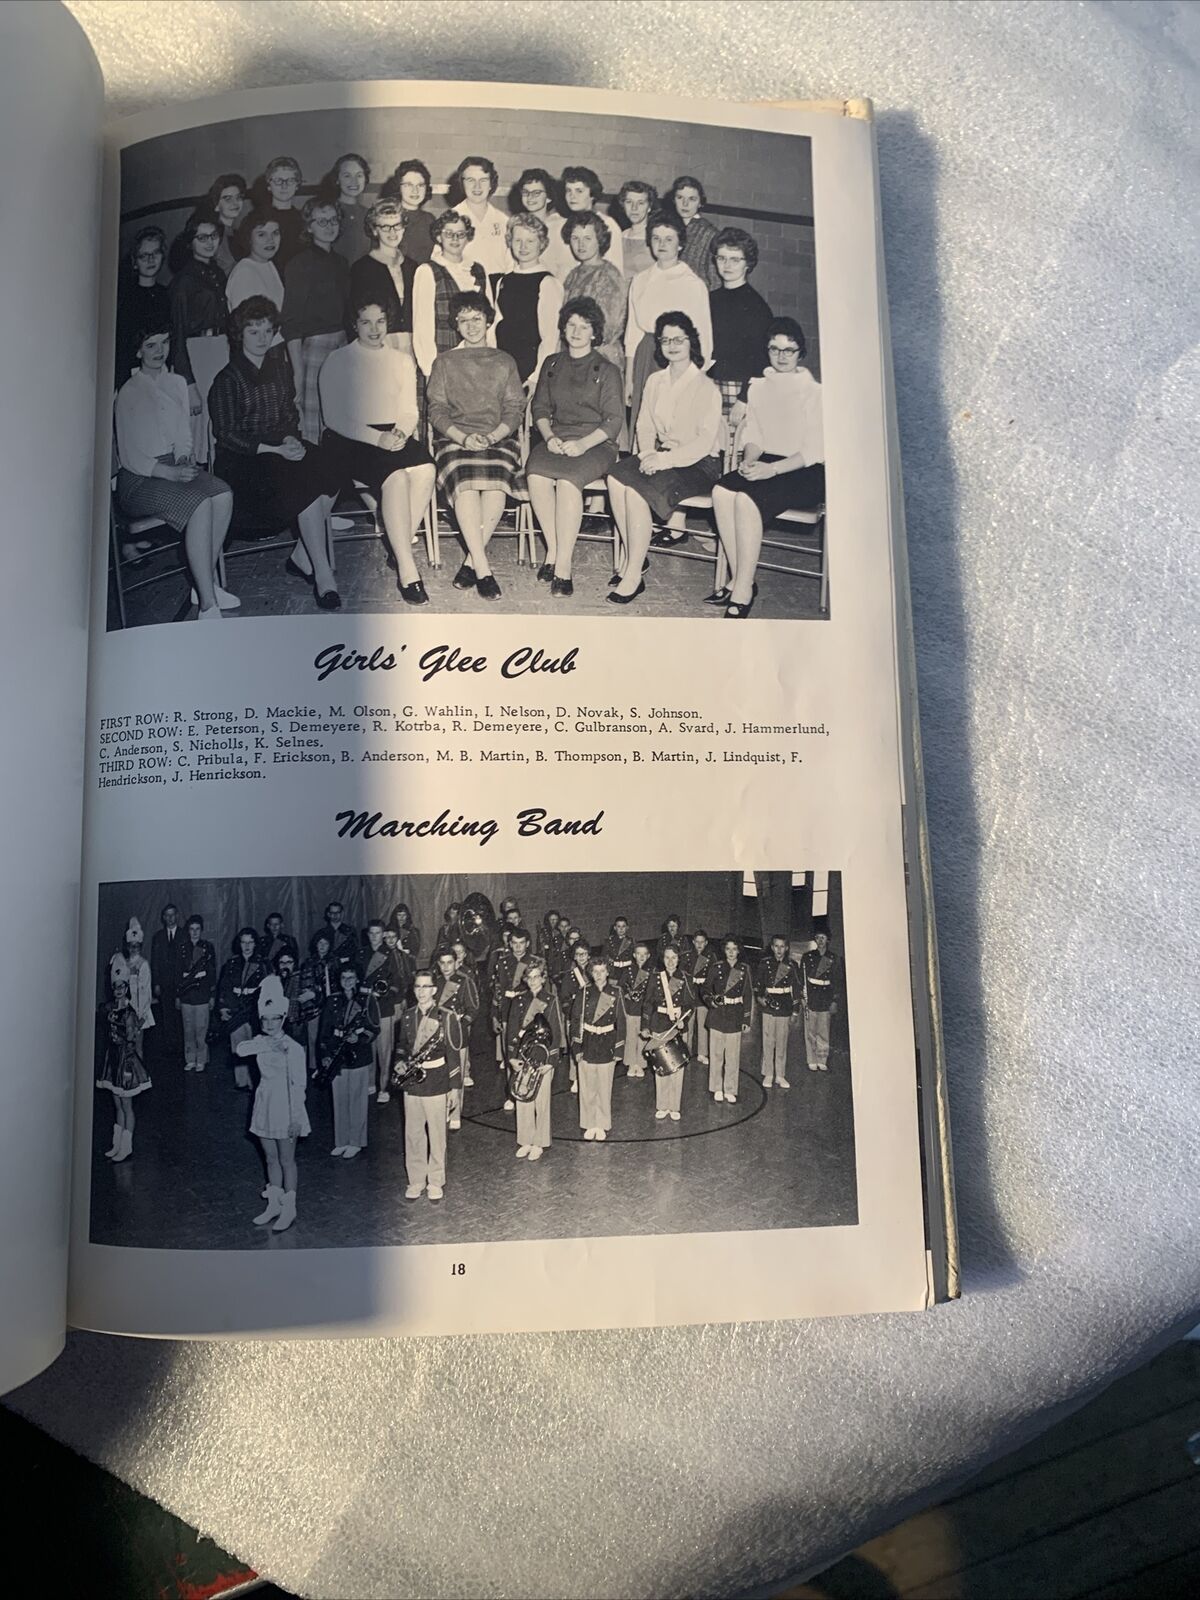 Girls' Glee Club
FIRST ROW: R. Strong, D. Mackie, M. Olson, G. Wahlin, I. Nelson, D. Novak, S. Johnson.
SECOND ROW: E. Peterson, S. Demeyere, R. Kotrba, R. Demeyere, C. Gulbranson, A. Svard, J. Hammerlund,
C. Anderson, S. Nicholls, K. Selnes.
THIRD ROW: C. Pribula, F. Erickson, B. Anderson, M. B. Martin, B. Thompson, B. Martin, J. Lindquist, F.
Hendrickson, J. Henrickson.
Marching Band
18